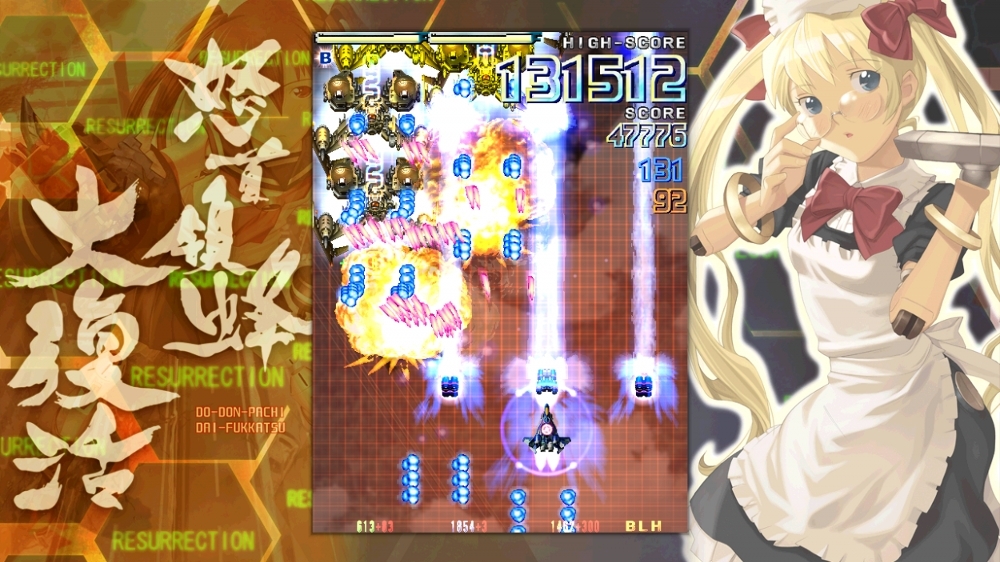 怒首領蜂
大復活
RESURRECTION
RESURRECTION
RESURRECTION
RESURRECTION
RESURRECTION
DO-DON-PACHI
DAI-FUKKATSU
B
HIGH-SCORE
131512
SCORE
47776
131
92
BLH